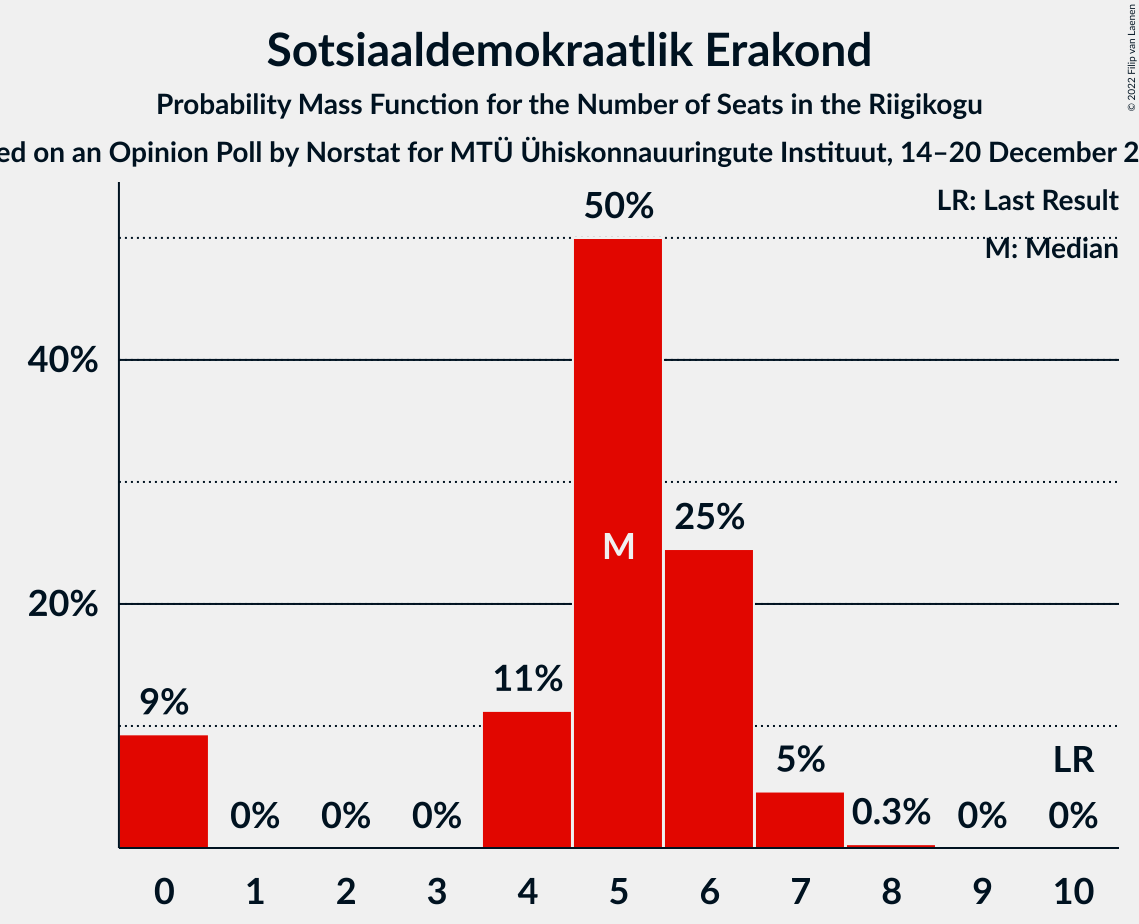 Sotsiaaldemokraatlik Erakond
Probability Mass Function for the Number of Seats in the Riigikogu
ed on an Opinion Poll by Norstat for MTÜ Ühiskonnauuringute Instituut, 14–20 December 2
© 2022 Filip van Laenen
LR: Last Result
M: Median
50%
40%
25%
M
20%
11%
9%
5%
LR
0% 0% 0% 0.3% 0% 0%
0 1 2 3 4 5 6 7 8 9 10